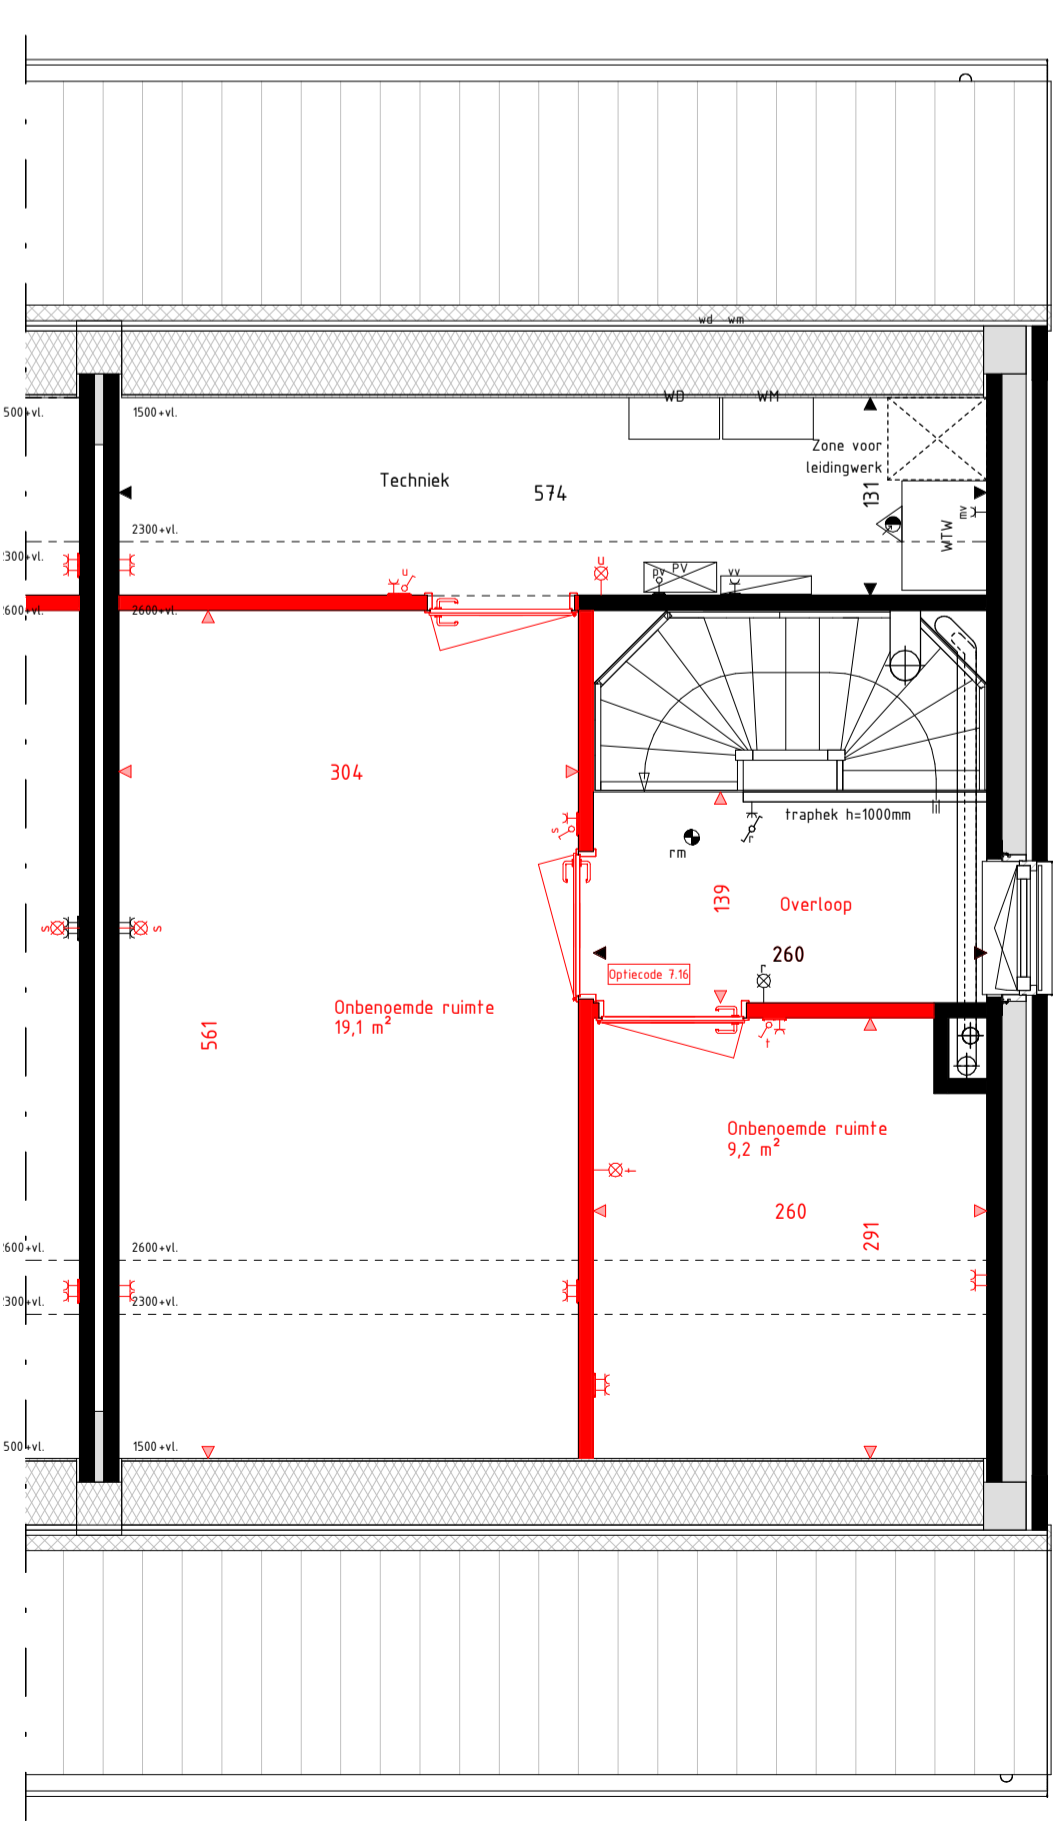 wd wm
WD WM
500+vl. 1500+vl.
Zone voor
leidingwerk
Techniek
574
131
mv
WTW
2300+vl.
2300+vl.
u
u
pv PV
vv
2600+vl.
2600+vl.
304
s
traphek h=1000mm
r
rm
139
Overloop
s
s
260
r
Optiecode 7.16
Onbenoemde ruimte
19,1 m²
561
t
Onbenoemde ruimte
9,2 m²
t
260
291
2600+vl.
2600+vl.
2300+vl.
2300+vl.
500+vl. 1500+vl.